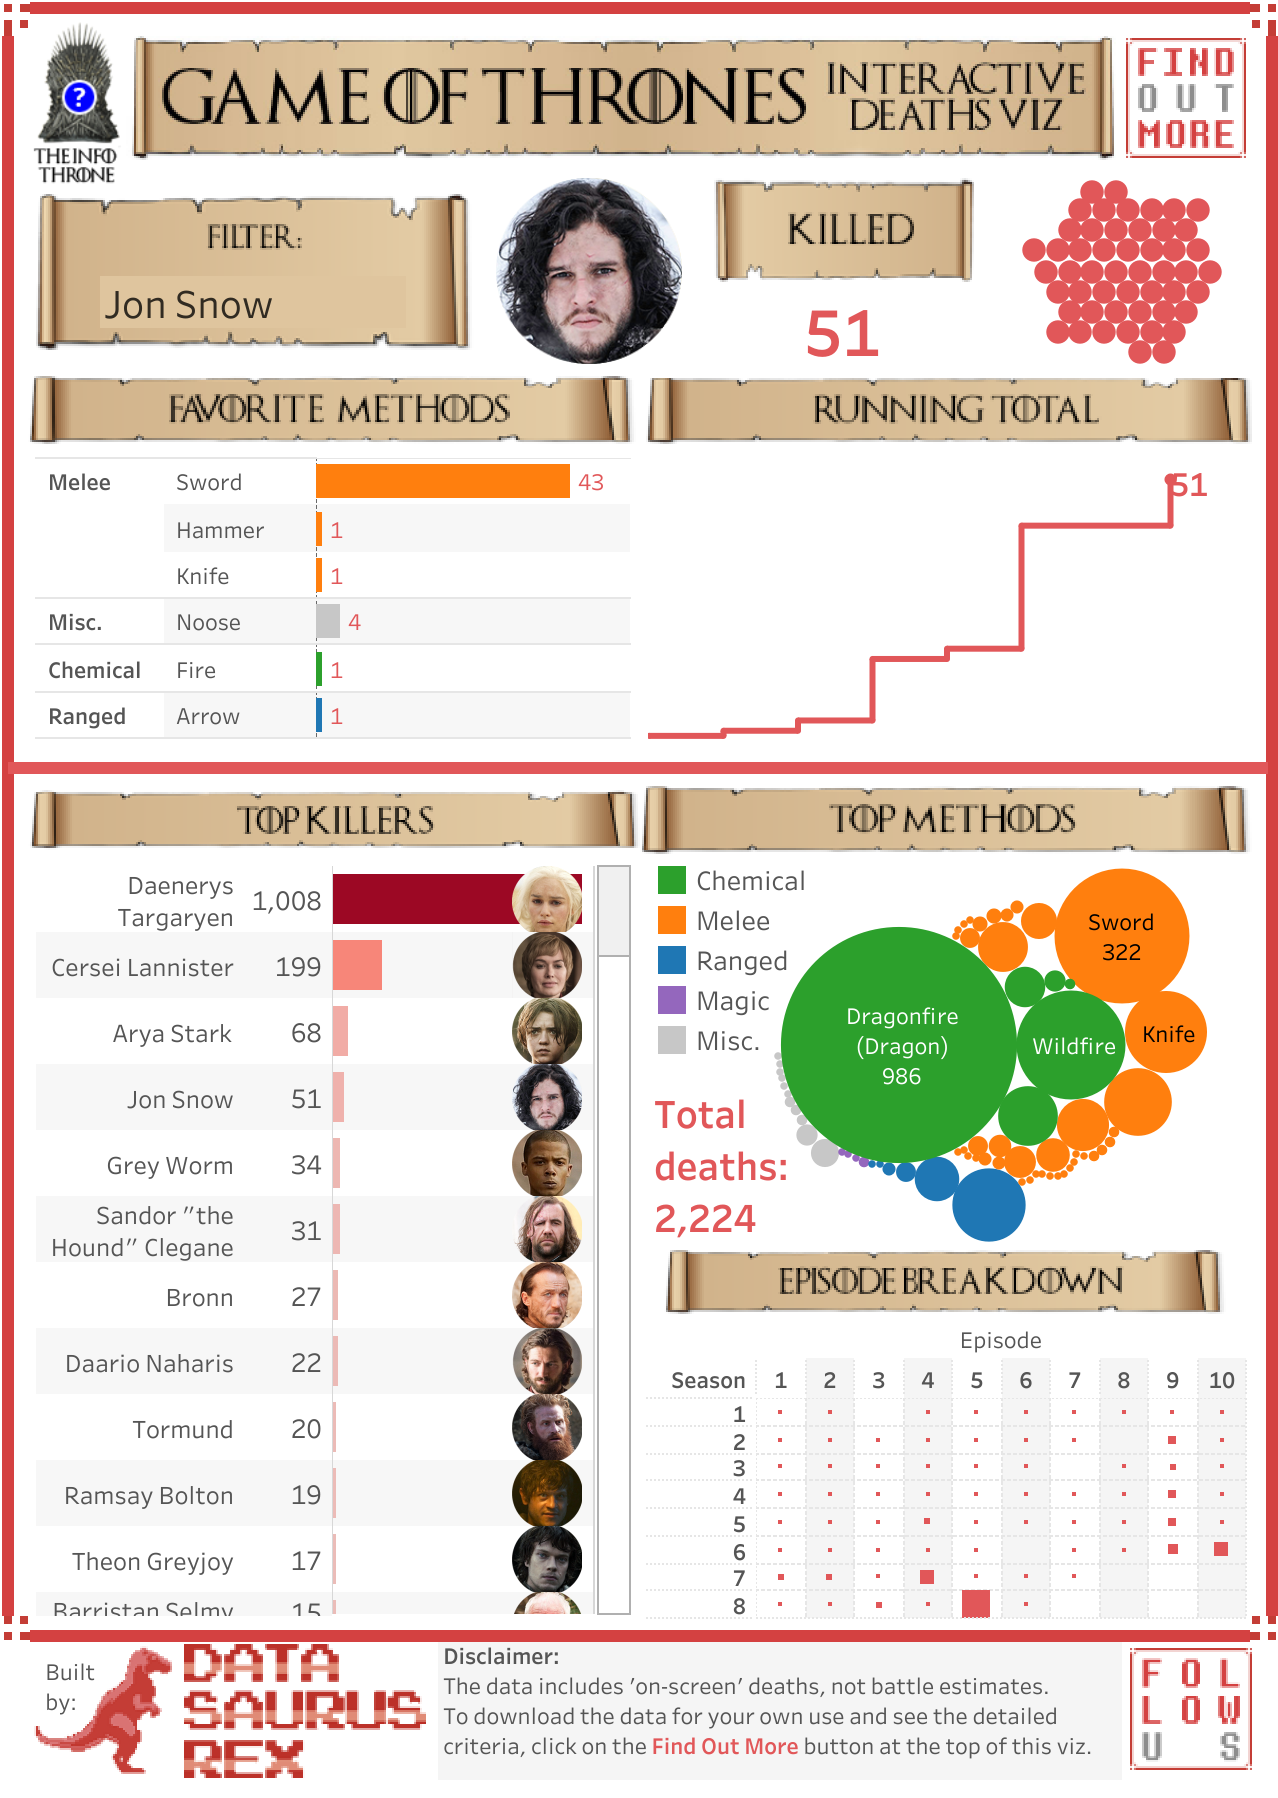 ?
THE INFO
THRONE
GAME OF THRONES
INTERACTIVE
DEATHS VIZ
FIND
OUT
MORE
FILTER:
Jon Snow
KILLED
51
FAVORITE METHODS
Melee Sword 43
Hammer 1
Knife 1
Misc. Noose 4
Chemical Fire 1
Ranged Arrow 1
RUNNING TOTAL
51
TOP KILLERS
Daenerys
Targaryen 1,008
Cersei Lannister 199
Arya Stark 68
Jon Snow 51
Grey Worm 34
Sandor "the
Hound" Clegane 31
Bronn 27
Daario Naharis 22
Tormund 20
Ramsay Bolton 19
Theon Greyjoy 17
Barristan Selmy 15
TOP METHODS
Chemical
Melee
Ranged
Magic
Misc.
Sword
322
Dragonfire
(Dragon)
986
Wildfire
Knife
Total
deaths:
2,224
EPISODE BREAKDOWN
Episode
Season 1 2 3 4 5 6 7 8 9 10
1
2
3
4
5
6
7
8
Built
by:
DATA
SAURUS
REX
Disclaimer:
The data includes 'on-screen' deaths, not battle estimates.
To download the data for your own use and see the detailed
criteria, click on the Find Out More button at the top of this viz.
FOL
LOW
U S